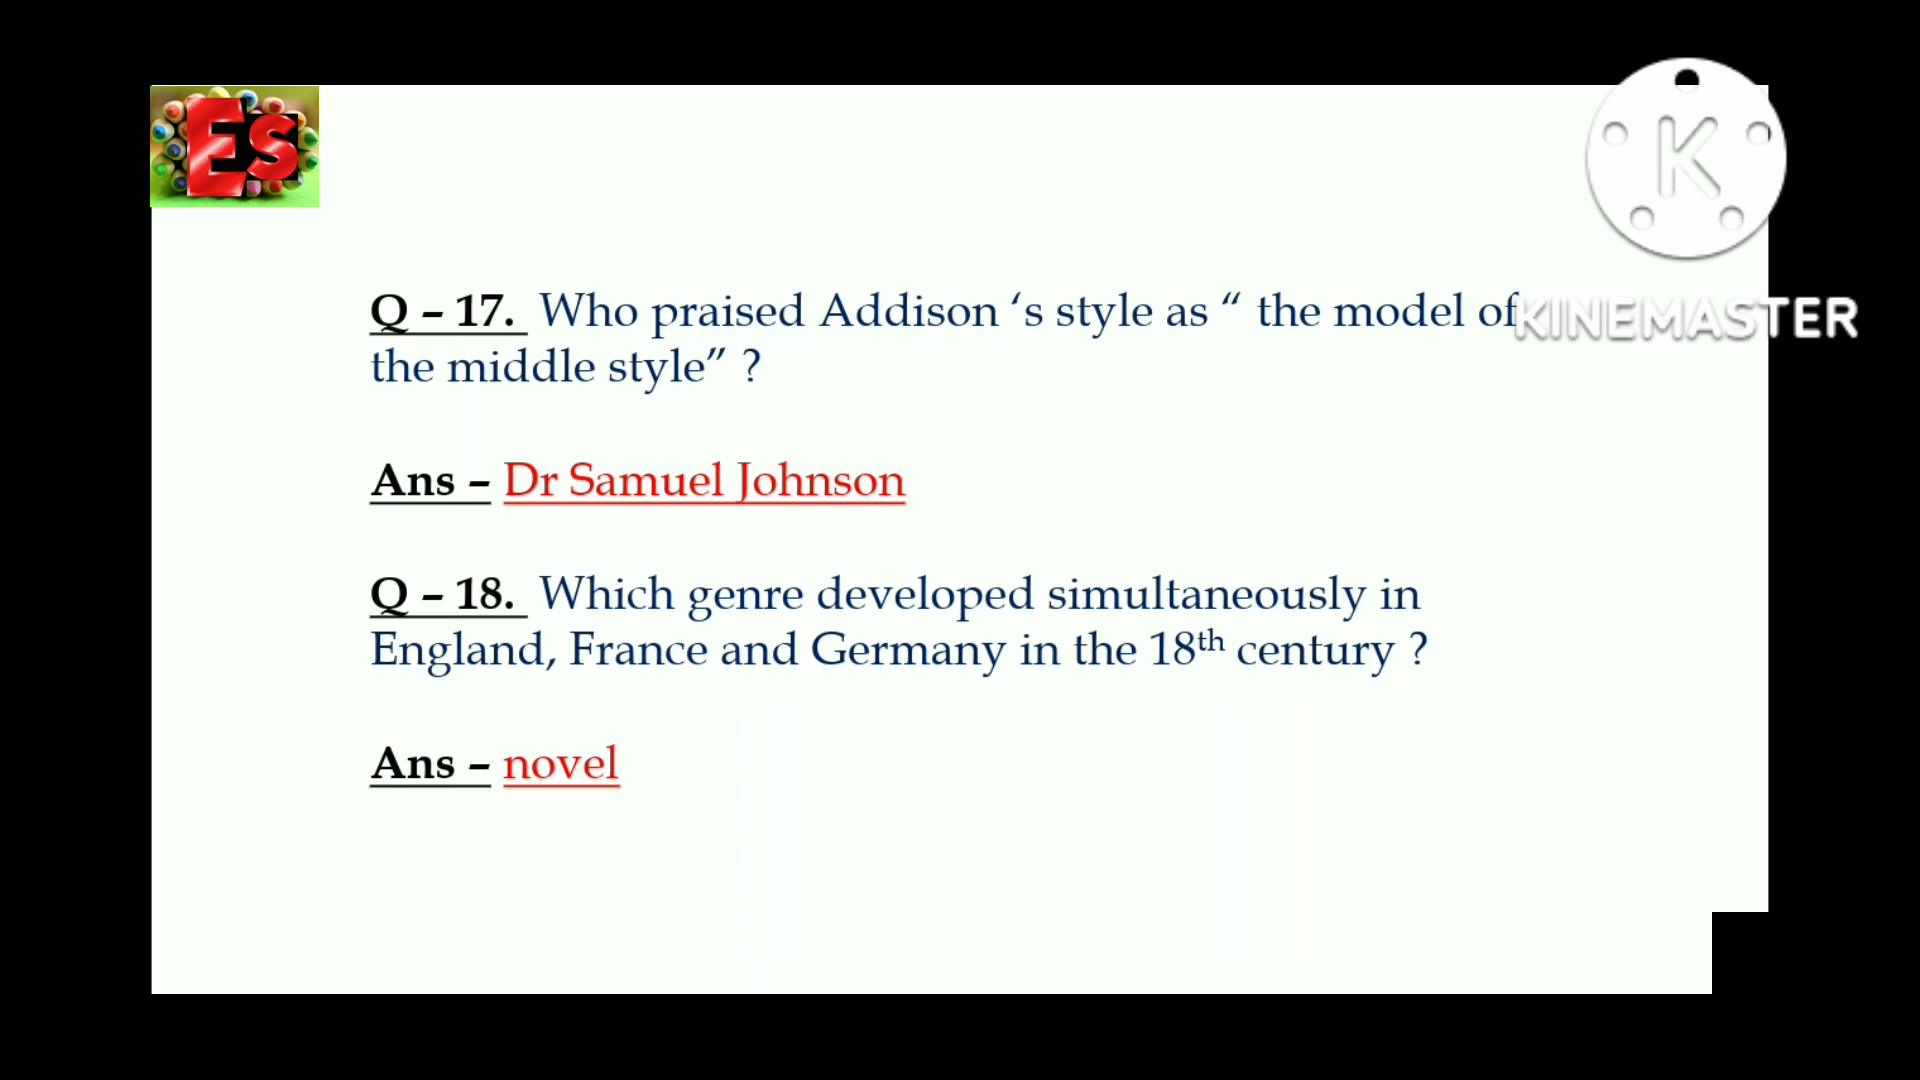 Es
K
KINEMASTER
Q – 17. Who praised Addison ‘s style as “ the model of
the middle style” ?
Ans – Dr Samuel Johnson
Q – 18. Which genre developed simultaneously in
England, France and Germany in the 18th century ?
Ans – novel